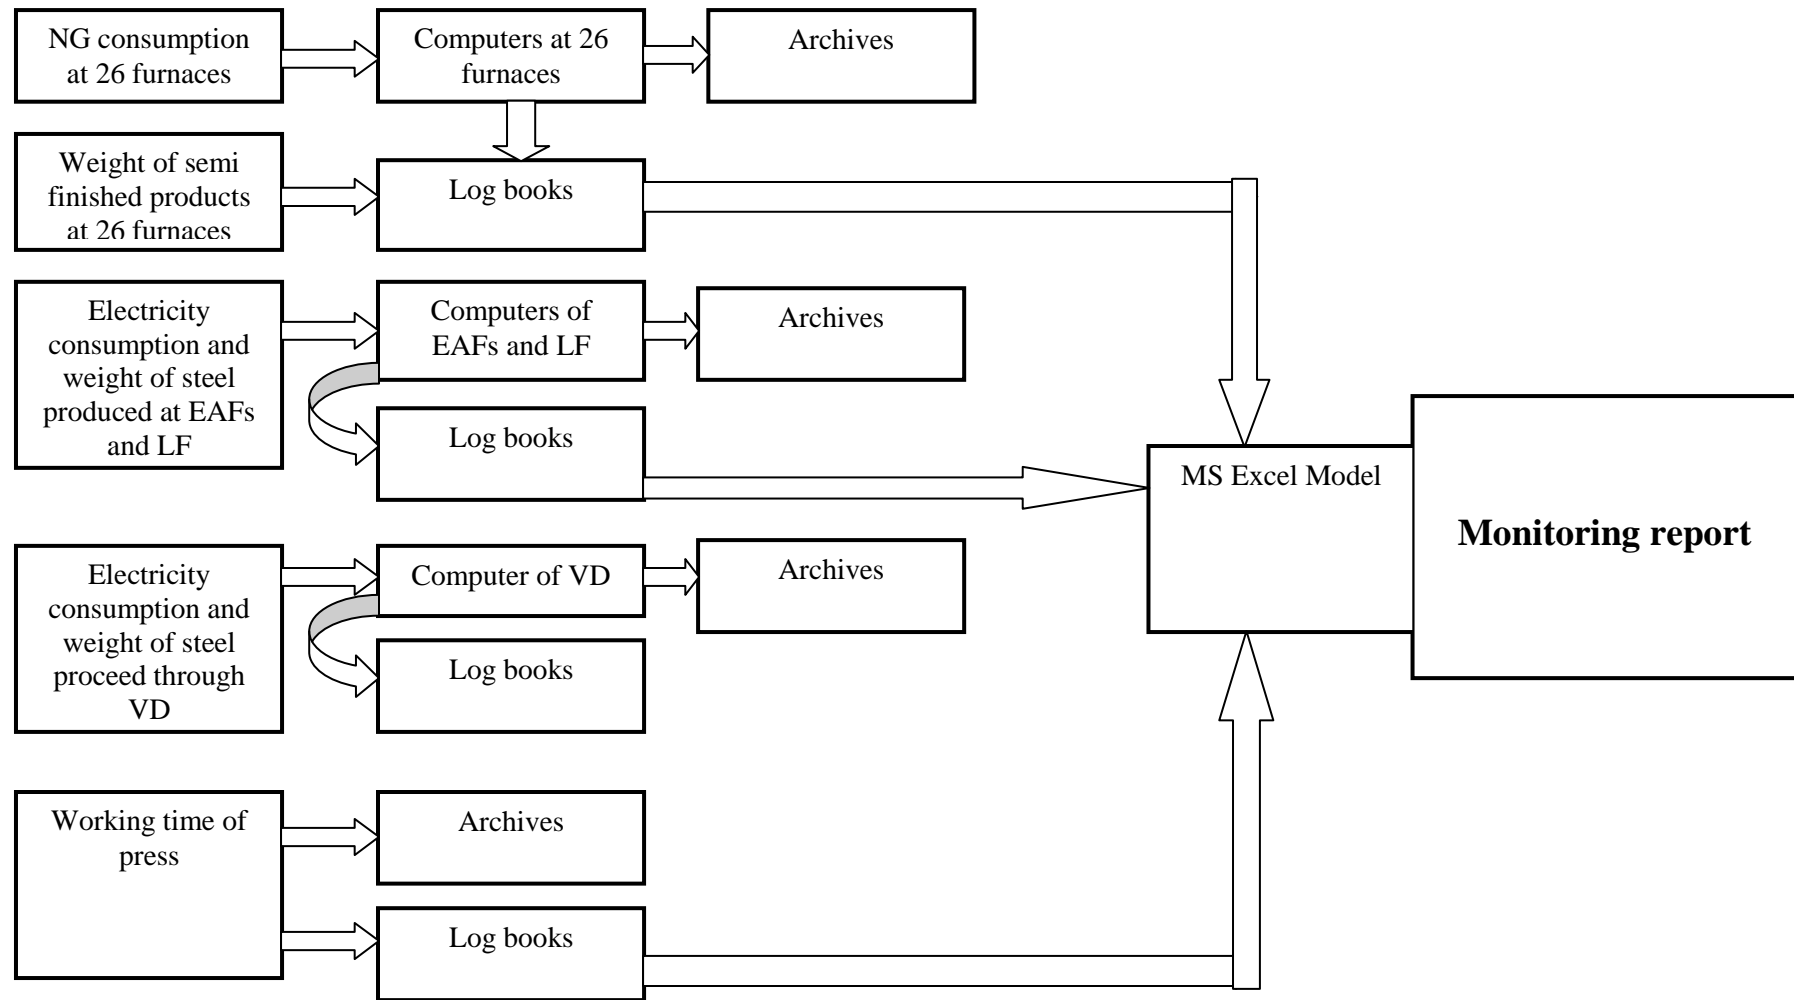 NG consumption
at 26 furnaces
Computers at 26
furnaces
Archives
Weight of semi
finished products
at 26 furnaces
Log books
Electricity
consumption and
weight of steel
produced at EAFs
and LF
Computers of
EAFs and LF
Archives
Log books
MS Excel Model
Monitoring report
Electricity
consumption and
weight of steel
proceed through
VD
Computer of VD
Archives
Log books
Working time of
press
Archives
Log books